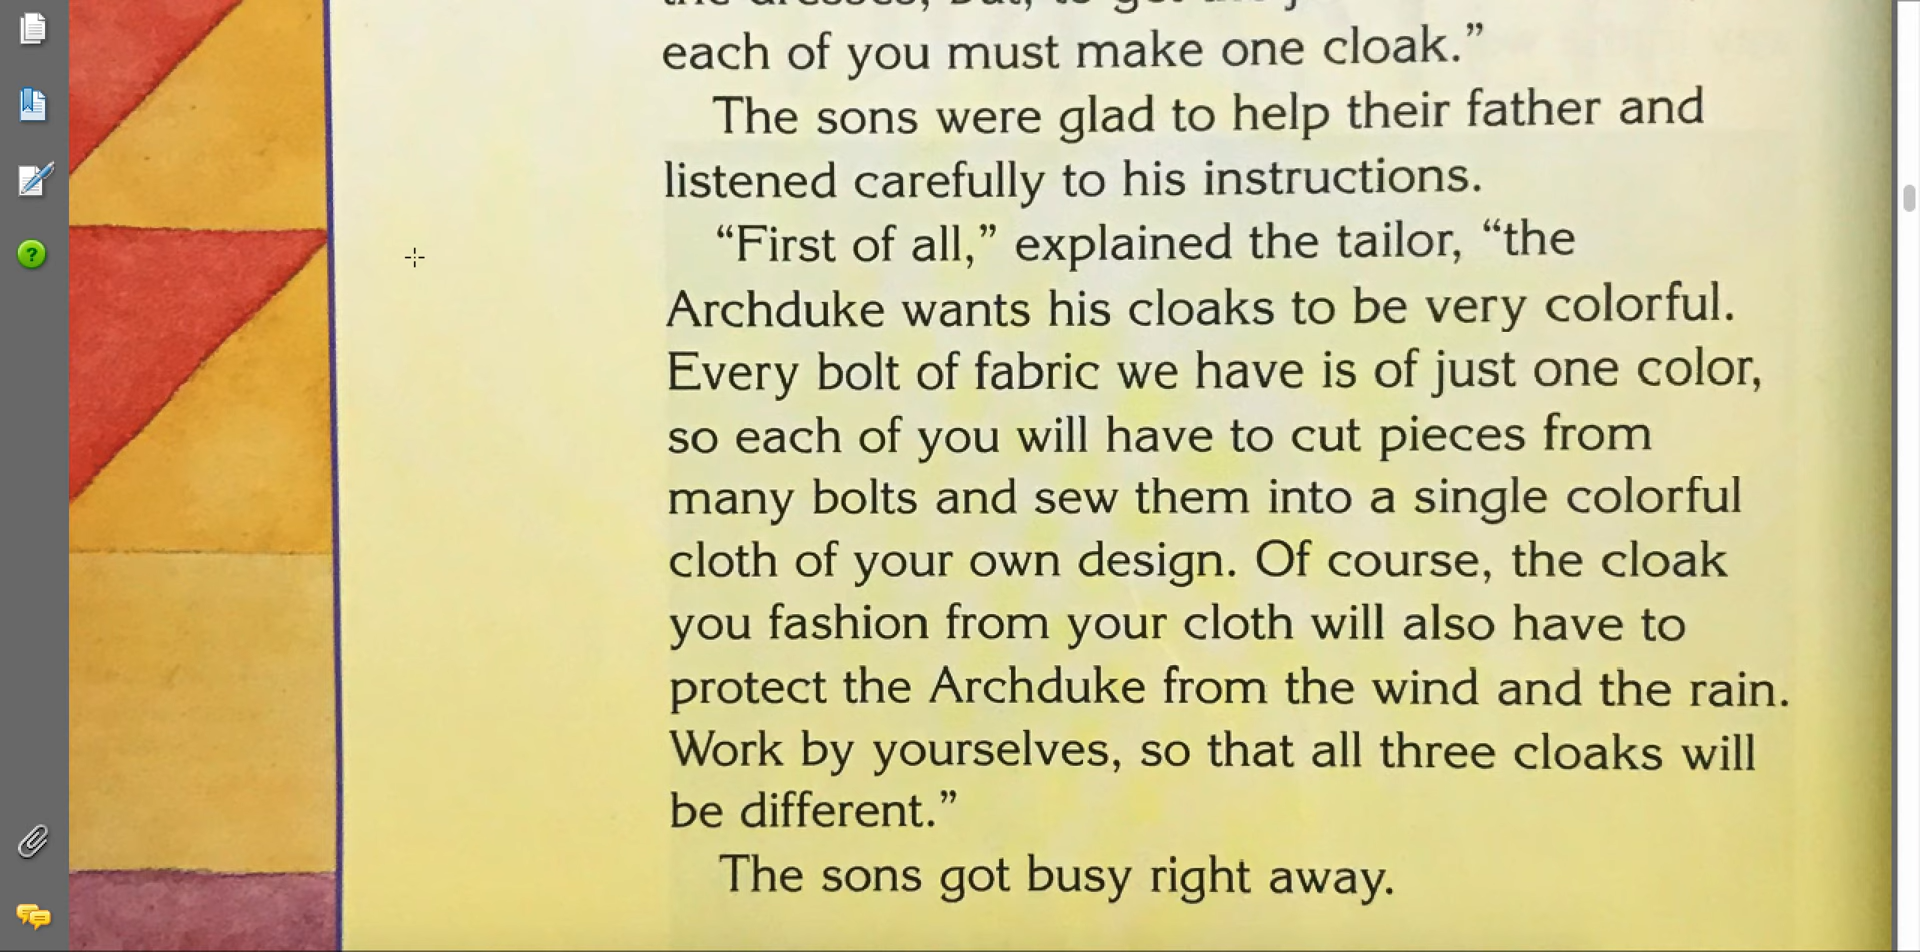 each of you must make one cloak.”
The sons were glad to help their father and
listened carefully to his instructions.
“First of all,” explained the tailor, “the
Archduke wants his cloaks to be very colorful.
Every bolt of fabric we have is of just one color,
so each of you will have to cut pieces from
many bolts and sew them into a single colorful
cloth of your own design. Of course, the cloak
you fashion from your cloth will also have to
protect the Archduke from the wind and the rain.
Work by yourselves, so that all three cloaks will
be different.”
The sons got busy right away.